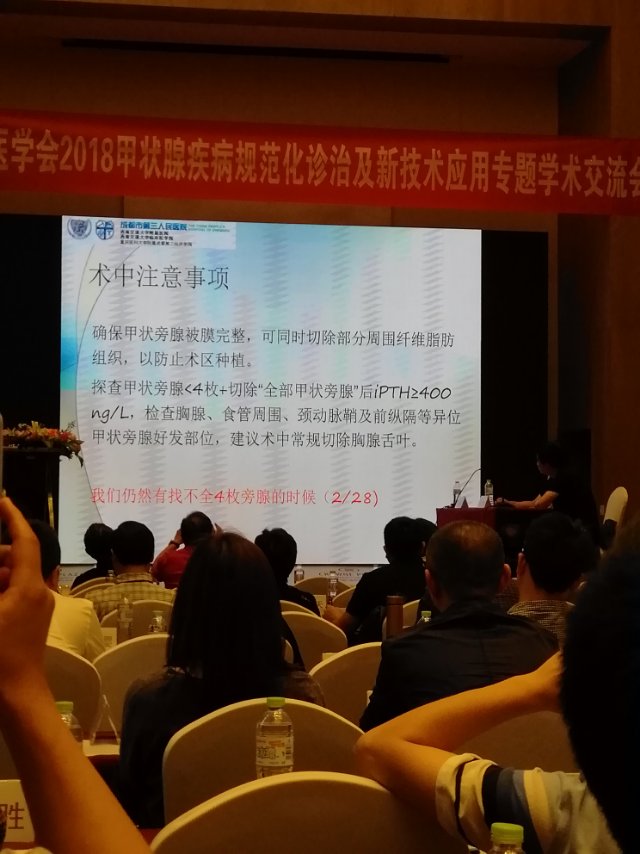 医学会2018甲状腺疾病规范化诊治及新技术应用专题学术交流会
成都市第三人民医院
术中注意事项
确保甲状旁腺被膜完整，可同时切除部分周围纤维脂肪
组织，以防止术区种植。
探查甲状旁腺<4枚+切除“全部甲状旁腺”后iPTH≥400
ng/L，检查胸腺、食管周围、颈动脉鞘及前纵隔等异位
甲状旁腺好发部位，建议术中常规切除胸腺舌叶。
我们仍然有找不全4枚旁腺的时候（2/28)
胜